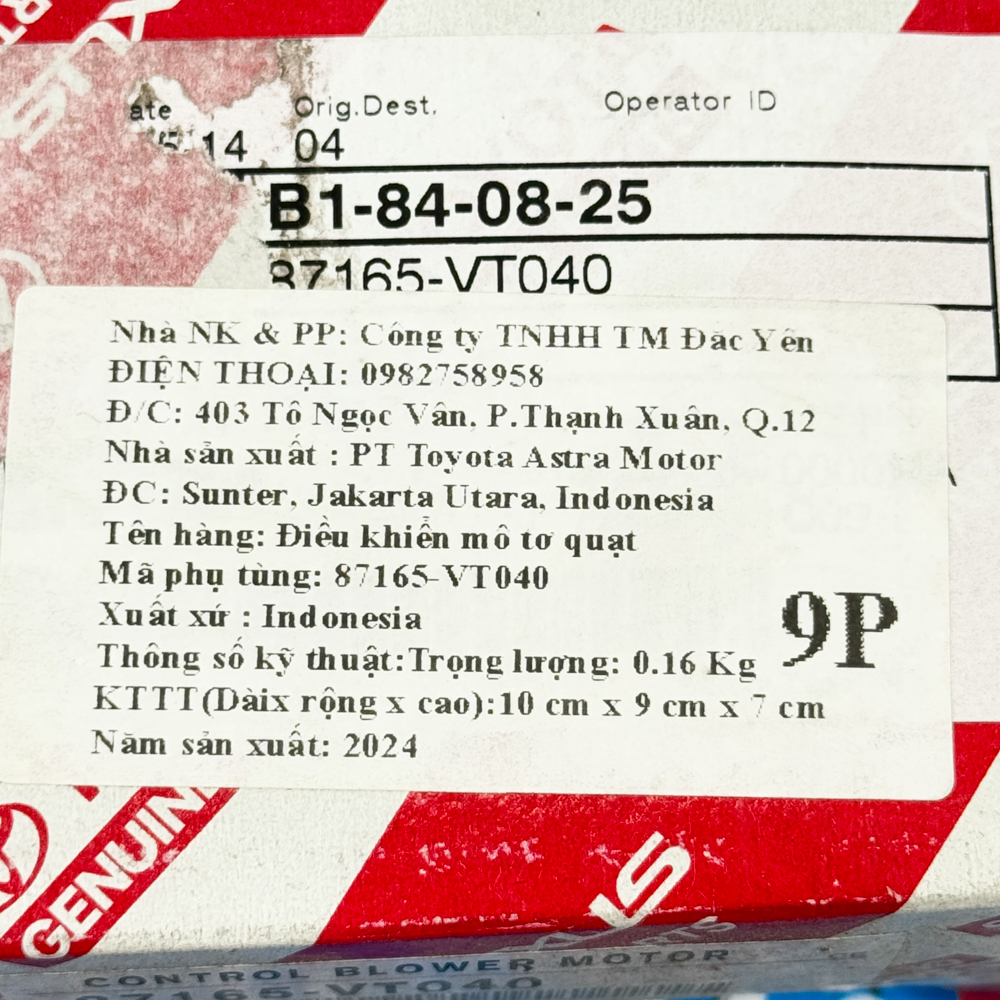 ate Orig.Dest. Operator ID
14 04
B1-84-08-25
87165-VT040
Nhà NK & PP: Công ty TNHH TM Đắc Yên
ĐIỆN THOẠI: 0982758958
Đ/C: 403 Tô Ngọc Vân, P.Thạnh Xuân, Q.12
Nhà sản xuất : PT Toyota Astra Motor
ĐC: Sunter, Jakarta Utara, Indonesia
Tên hàng: Điều khiển mô tơ quạt
Mã phụ tùng: 87165-VT040
Xuất xứ : Indonesia
9P
Thông số kỹ thuật:Trọng lượng: 0.16 Kg
KTTT(Dàix rộng x cao):10 cm x 9 cm x 7 cm
Năm sản xuất: 2024
GENUIN
CONTROL BLOWER MOTOR
87165-VT040